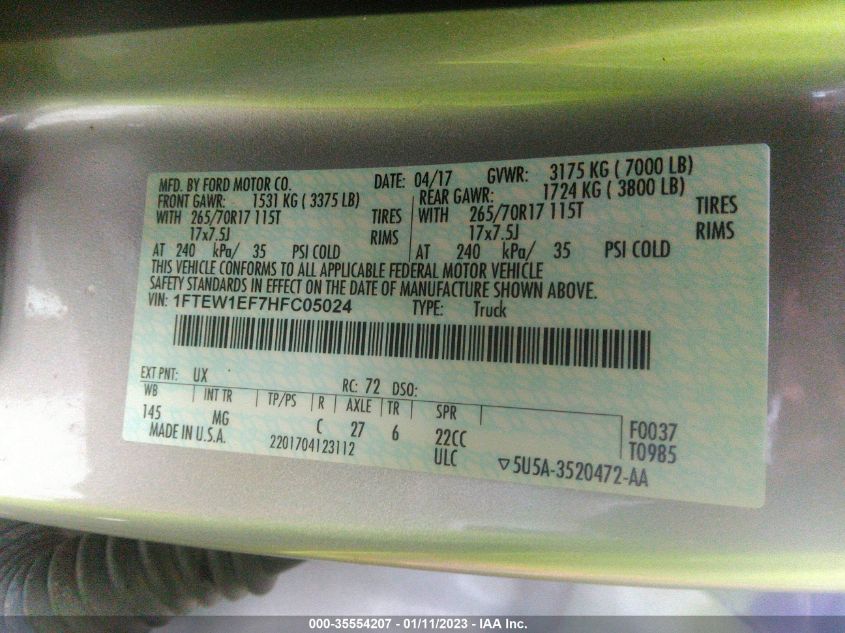 MFD. BY FORD MOTOR CO. DATE: 04/17 GVWR: 3175 KG ( 7000 LB)
FRONT GAWR: 1531 KG ( 3375 LB) REAR GAWR: 1724 KG ( 3800 LB)
WITH 265/70R17 115T TIRES WITH 265/70R17 115T TIRES
17x7.5J RIMS 17x7.5J RIMS
AT 240 kPa/ 35 PSI COLD AT 240 kPa/ 35 PSI COLD
THIS VEHICLE CONFORMS TO ALL APPLICABLE FEDERAL MOTOR VEHICLE
SAFETY STANDARDS IN EFFECT ON THE DATE OF MANUFACTURE SHOWN ABOVE.
VIN: 1FTEW1EF7HFC05024 TYPE: Truck
EXT PNT: UX RC: 72 DSO:
WB INT TR TP/PS R AXLE TR SPR
145 MG C 27 6 22CC F0037
MADE IN U.S.A. 2201704123112 ULC T0985
▽5U5A-3520472-AA
000-35554207 - 01/11/2023 - IAA Inc.